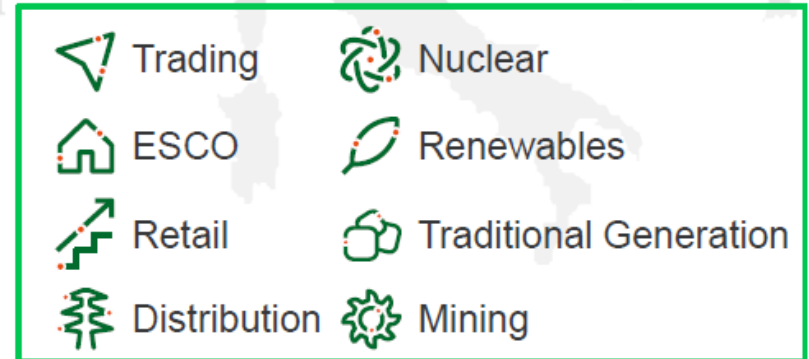 Trading
Nuclear
ESCO
Renewables
Retail
Traditional Generation
Distribution
Mining